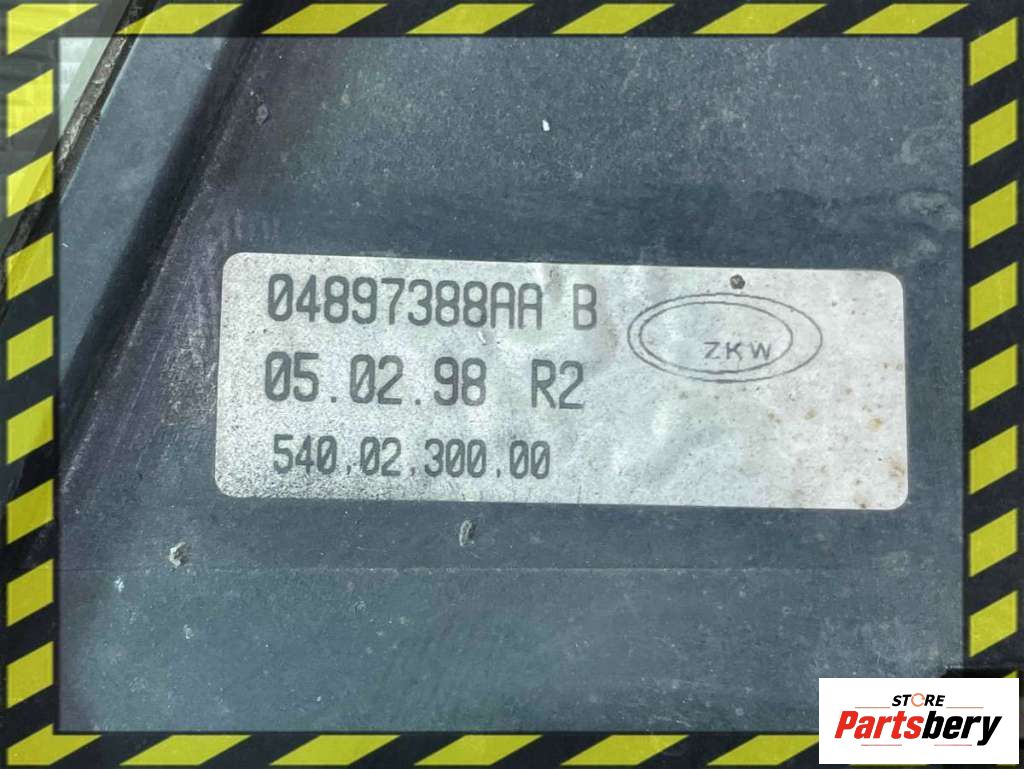 04897388AA B
ZKW
05.02.98 R2
540.02.300.00
STORE
Partsbery